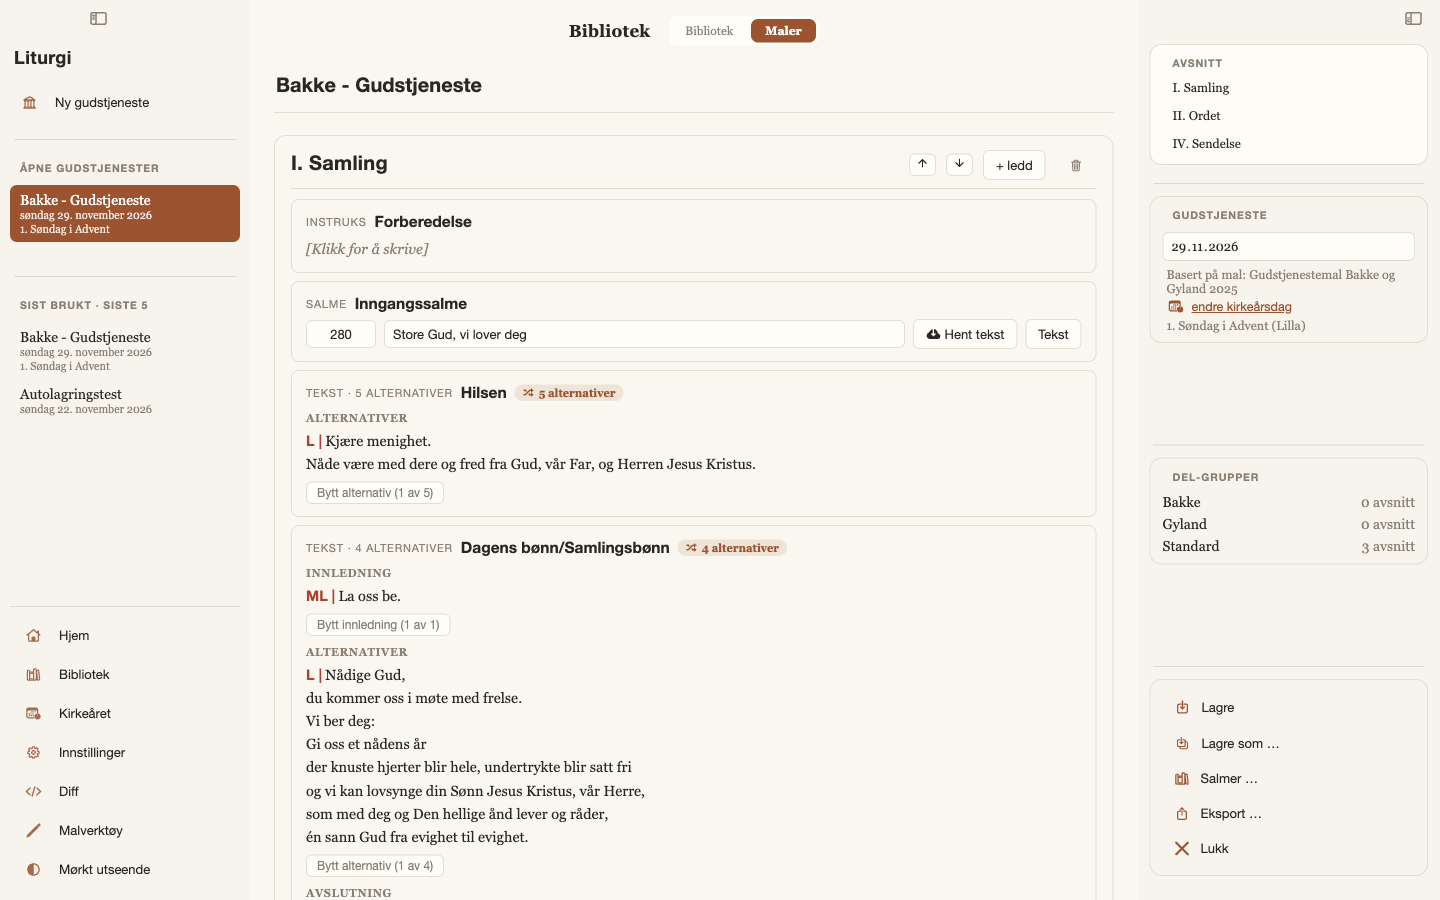 Liturgi
Ny gudstjeneste
ÅPNE GUDSTJENESTER
Bakke - Gudstjeneste
søndag 29. november 2026
1. Søndag i Advent
SIST BRUKT · SISTE 5
Bakke - Gudstjeneste
søndag 29. november 2026
1. Søndag i Advent
Autolagringstest
søndag 22. november 2026
Hjem
Bibliotek
Kirkeåret
Innstillinger
Diff
Malverktøy
Mørkt utseende
Bibliotek Bibliotek Maler
Bakke - Gudstjeneste
I. Samling + ledd
INSTRUKS Forberedelse
[Klikk for å skrive]
SALME Inngangssalme
280 Store Gud, vi lover deg Hent tekst Tekst
TEKST · 5 ALTERNATIVER Hilsen 5 alternativer
ALTERNATIVER
L | Kjære menighet.
Nåde være med dere og fred fra Gud, vår Far, og Herren Jesus Kristus.
Bytt alternativ (1 av 5)
TEKST · 4 ALTERNATIVER Dagens bønn/Samlingsbønn 4 alternativer
INNLEDNING
ML | La oss be.
Bytt innledning (1 av 1)
ALTERNATIVER
L | Nådige Gud,
du kommer oss i møte med frelse.
Vi ber deg:
Gi oss et nådens år
der knuste hjerter blir hele, undertrykte blir satt fri
og vi kan lovsynge din Sønn Jesus Kristus, vår Herre,
som med deg og Den hellige ånd lever og råder,
én sann Gud fra evighet til evighet.
Bytt alternativ (1 av 4)
AVSLUTNING
AVSNITT
I. Samling
II. Ordet
IV. Sendelse
GUDSTJENESTE
29.11.2026
Basert på mal: Gudstjenestemal Bakke og
Gyland 2025
endre kirkeårsdag
1. Søndag i Advent (Lilla)
DEL-GRUPPER
Bakke 0 avsnitt
Gyland 0 avsnitt
Standard 3 avsnitt
Lagre
Lagre som ...
Salmer ...
Eksport ...
Lukk